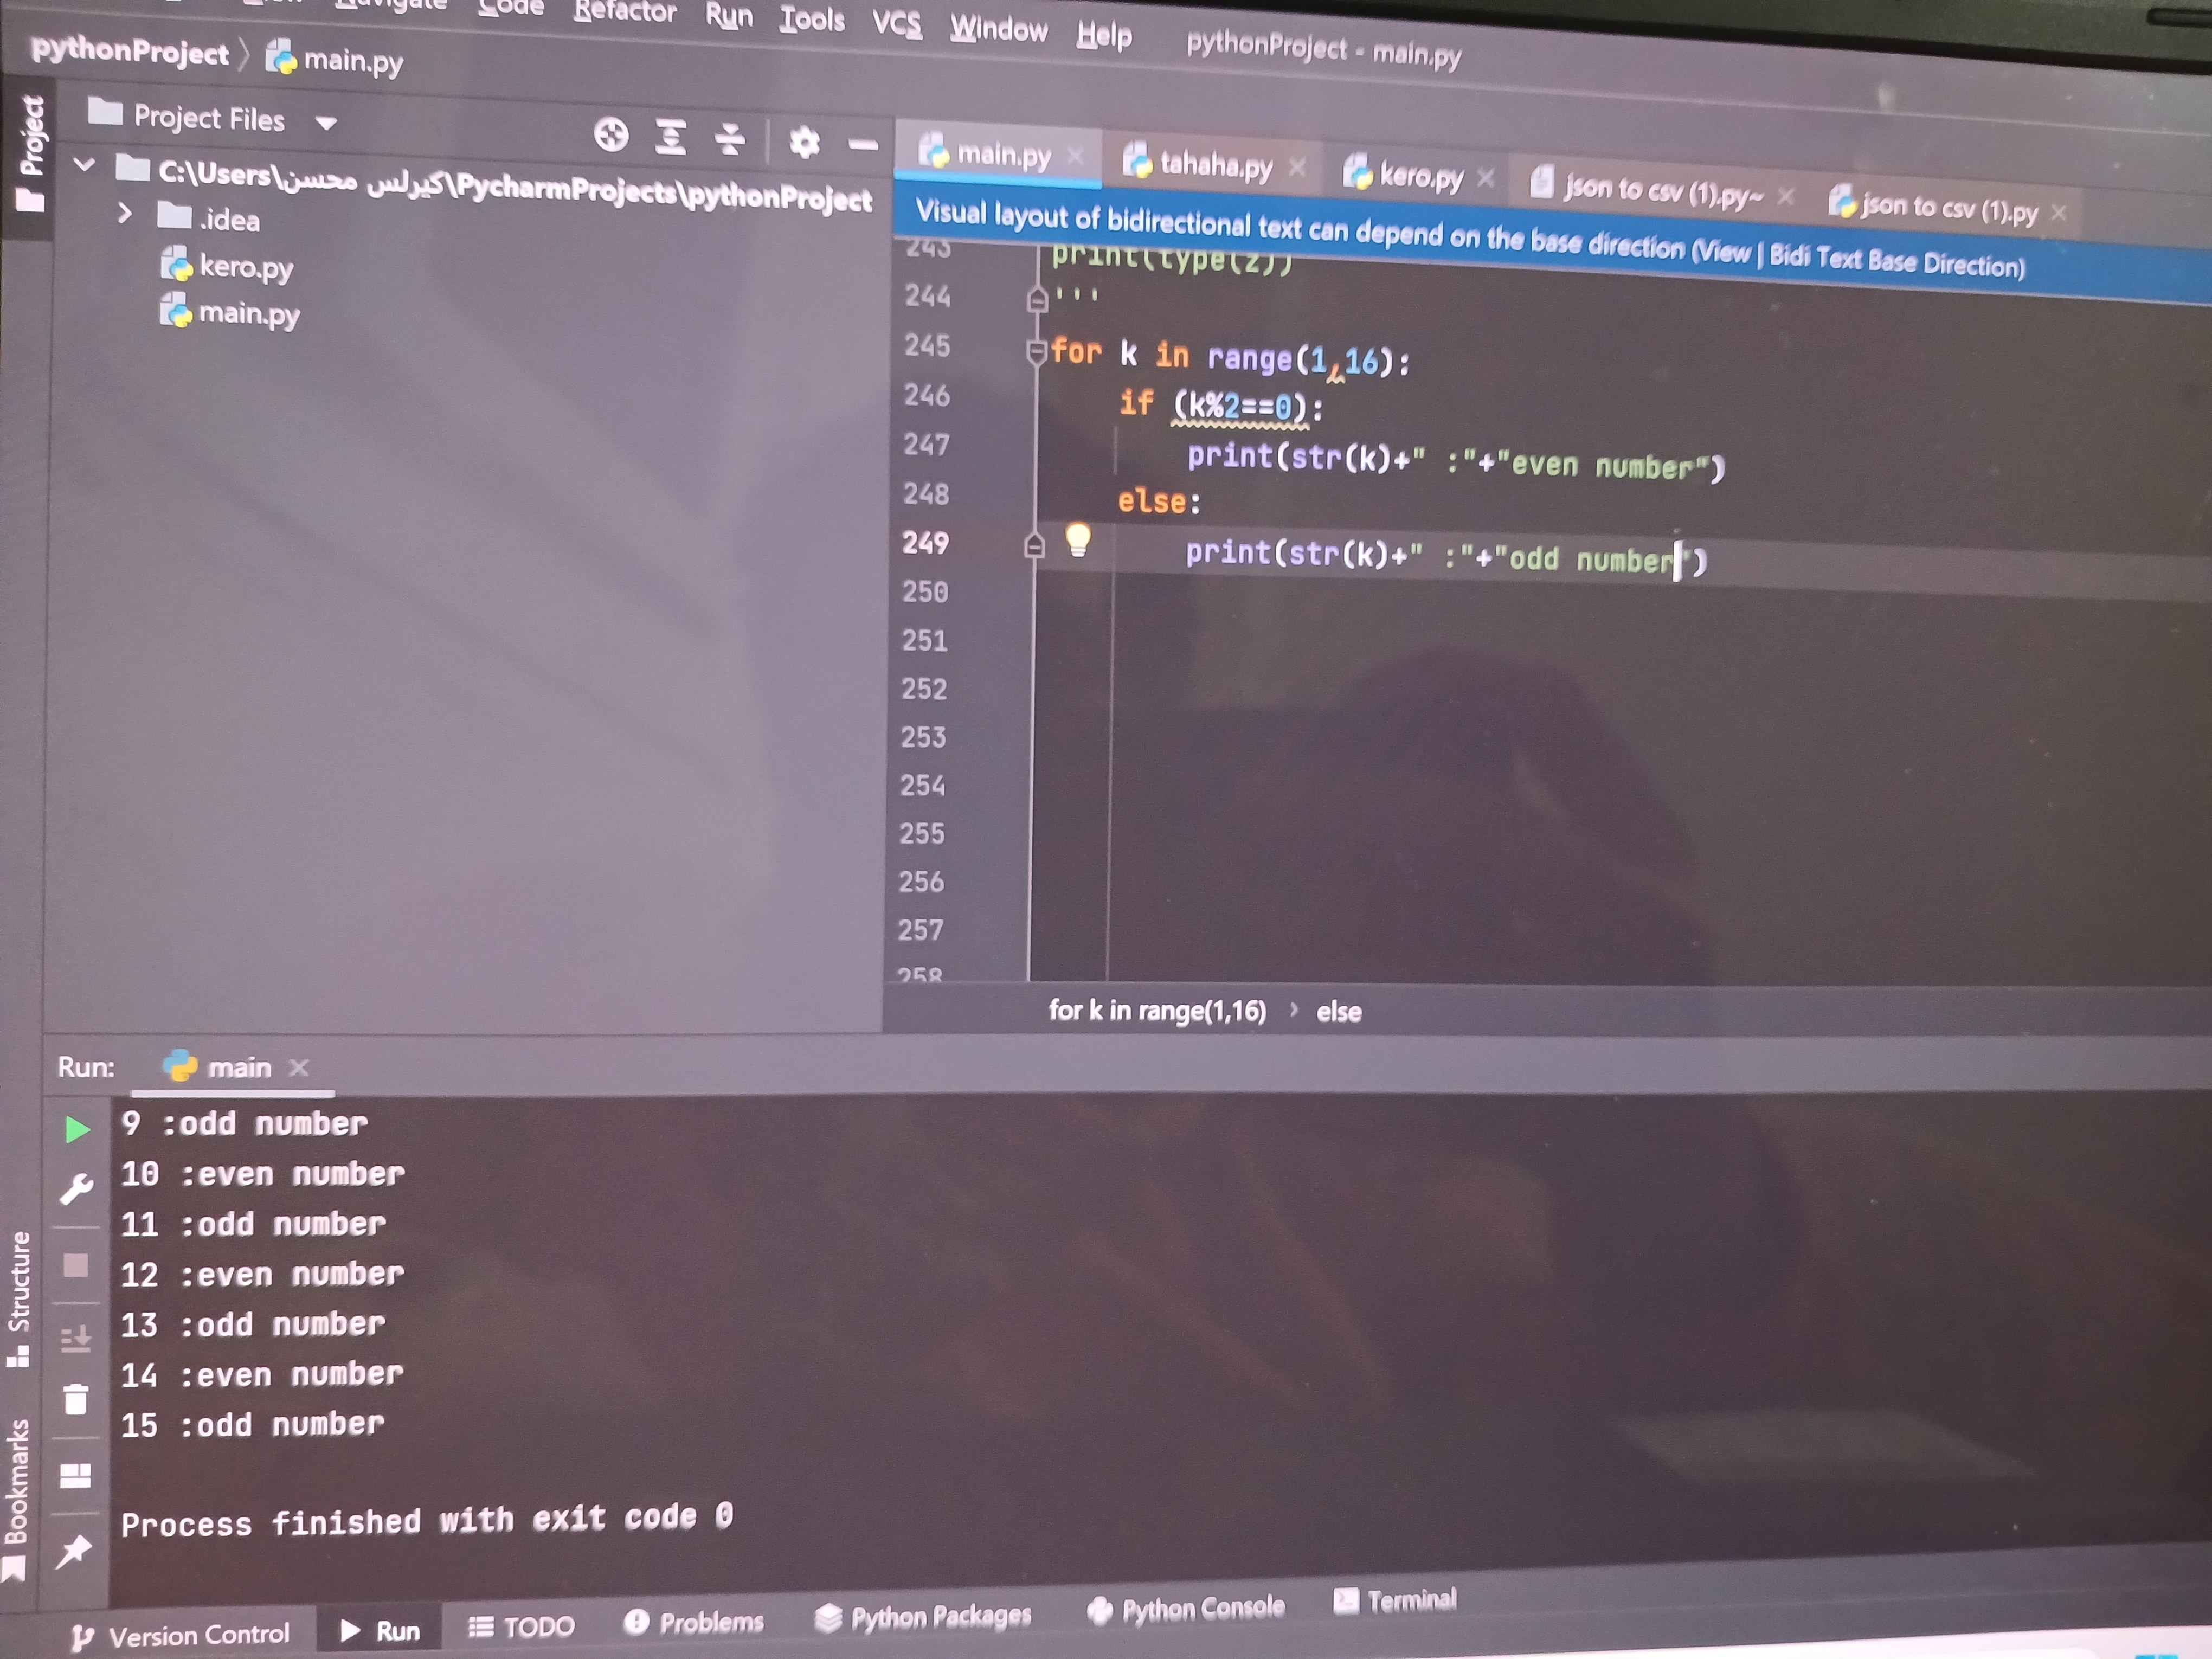 Navigate Code Refactor Run Tools VCS Window Help pythonProject - main.py
pythonProject 〉 main.py
Project
Project Files
C:\Users\كيرلس محسن\PycharmProjects\pythonProject
.idea
kero.py
main.py
main.py tahaha.py kero.py json to csv (1).py~ json to csv (1).py
Visual layout of bidirectional text can depend on the base direction (View | Bidi Text Base Direction)
243 print(type(z))
244 '''
245 for k in range(1,16):
246 if (k%2==0):
247 print(str(k)+" :"+"even number")
248 else:
249 print(str(k)+" :"+"odd number")
250
251
252
253
254
255
256
257
258
for k in range(1,16) › else
Run: main
9 :odd number
10 :even number
11 :odd number
12 :even number
13 :odd number
14 :even number
15 :odd number
Process finished with exit code 0
Structure
Bookmarks
Version Control Run TODO Problems Python Packages Python Console Terminal